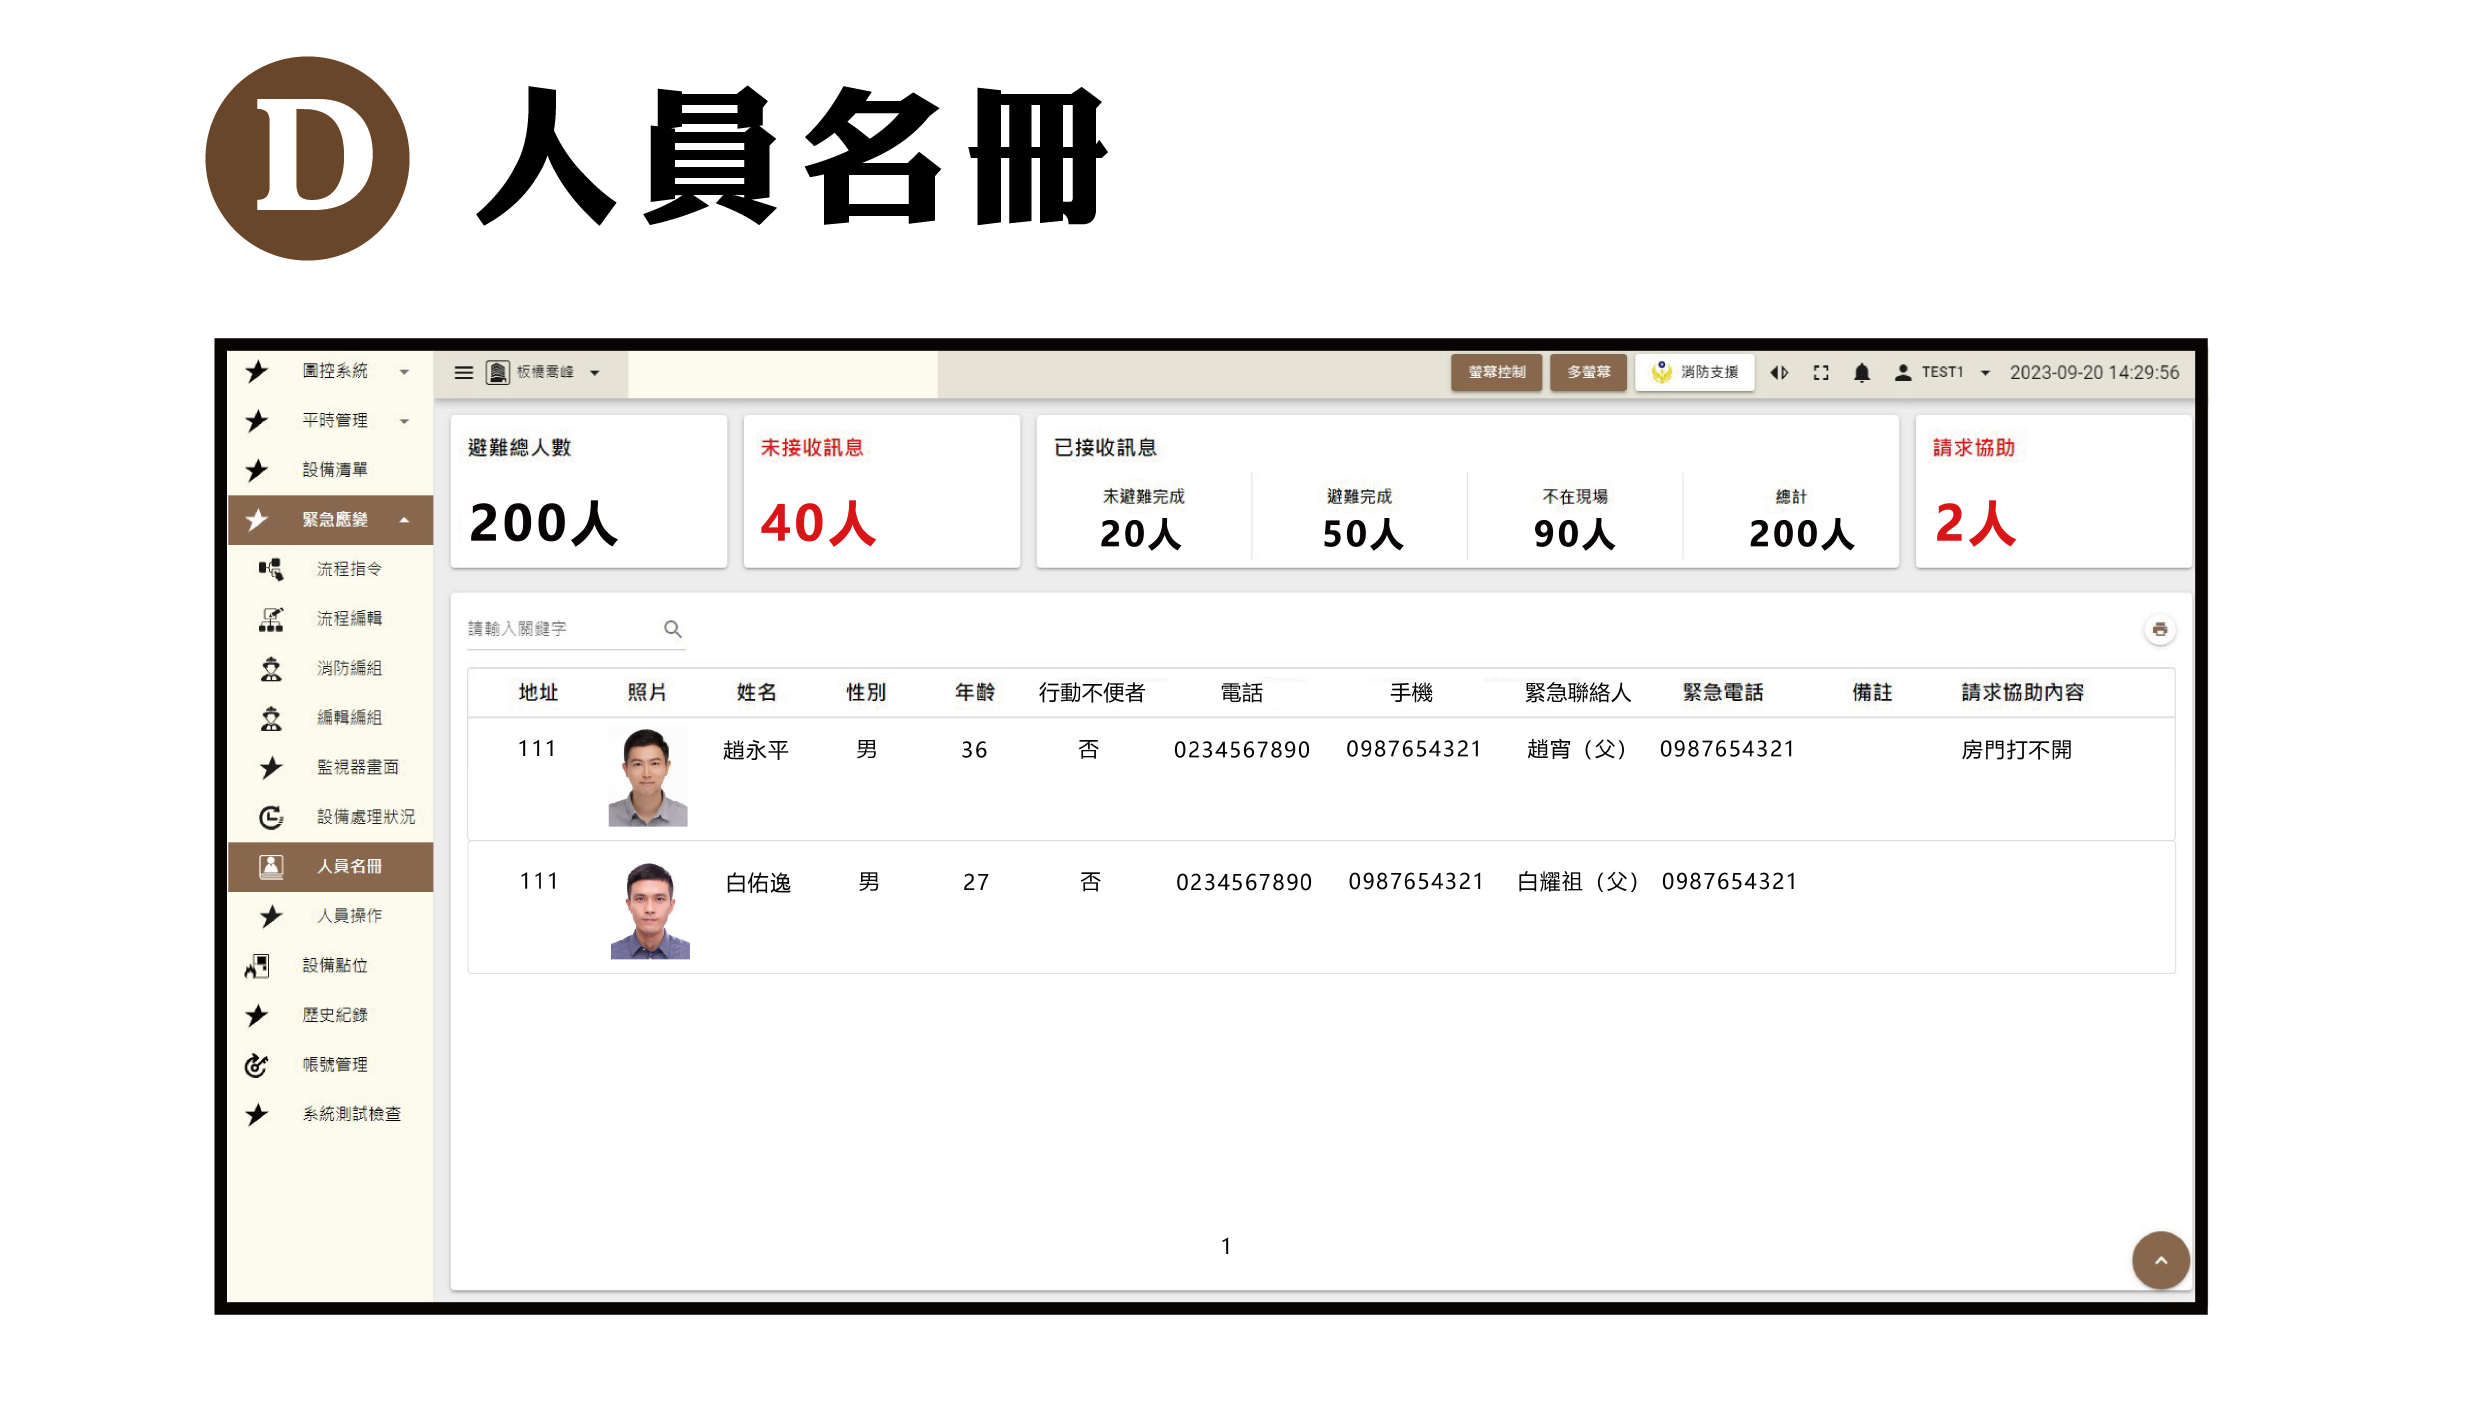 D 人員名冊
圖控系統
板橋喬峰
螢幕控制 多螢幕 消防支援 TEST1 2023-09-20 14:29:56
平時管理
設備清單
緊急應變
流程指令
流程編輯
消防編組
編輯編組
監視器畫面
設備處理狀況
人員名冊
人員操作
設備點位
歷史紀錄
帳號管理
系統測試檢查
避難總人數
200人
未接收訊息
40人
已接收訊息
未避難完成 避難完成 不在現場 總計
20人 50人 90人 200人
請求協助
2人
請輸入關鍵字
地址 照片 姓名 性別 年齡 行動不便者 電話 手機 緊急聯絡人 緊急電話 備註 請求協助內容
111 趙永平 男 36 否 0234567890 0987654321 趙宵（父） 0987654321 房門打不開
111 白佑逸 男 27 否 0234567890 0987654321 白耀祖（父） 0987654321
1